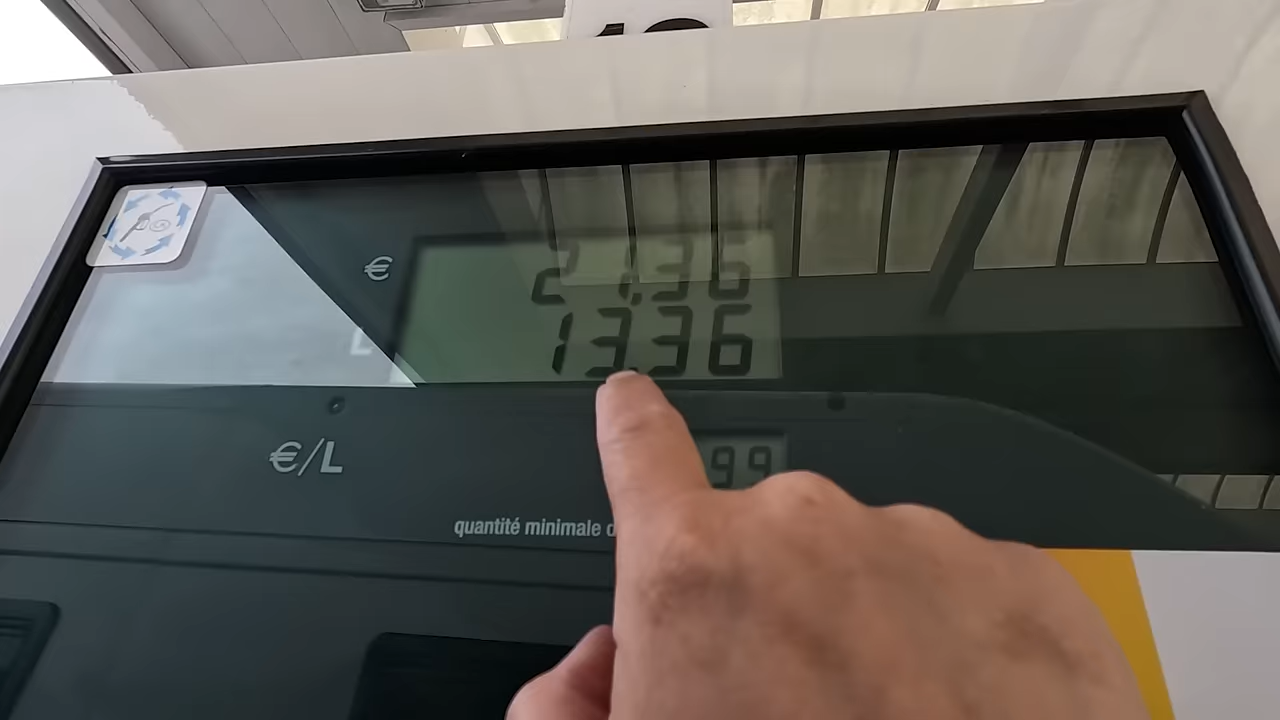 € 21.36
L 13.36
€/L 99
quantité minimale d